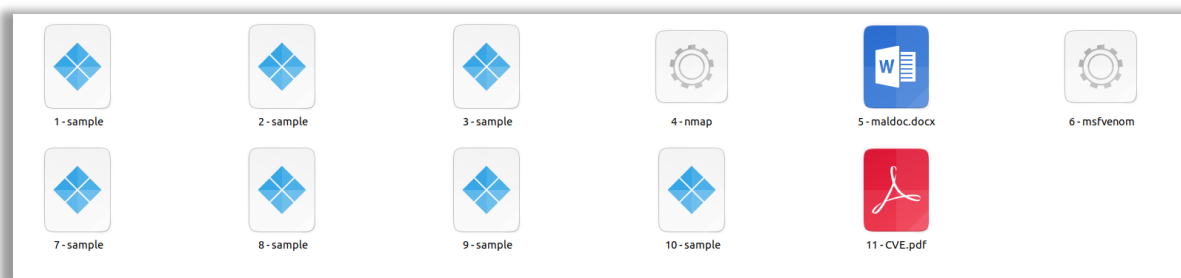 1 - sample
2 - sample
3 - sample
4 - nmap
W
5 - maldoc.docx
6 - msfvenom
7 - sample
8 - sample
9 - sample
10 - sample
11 - CVE.pdf